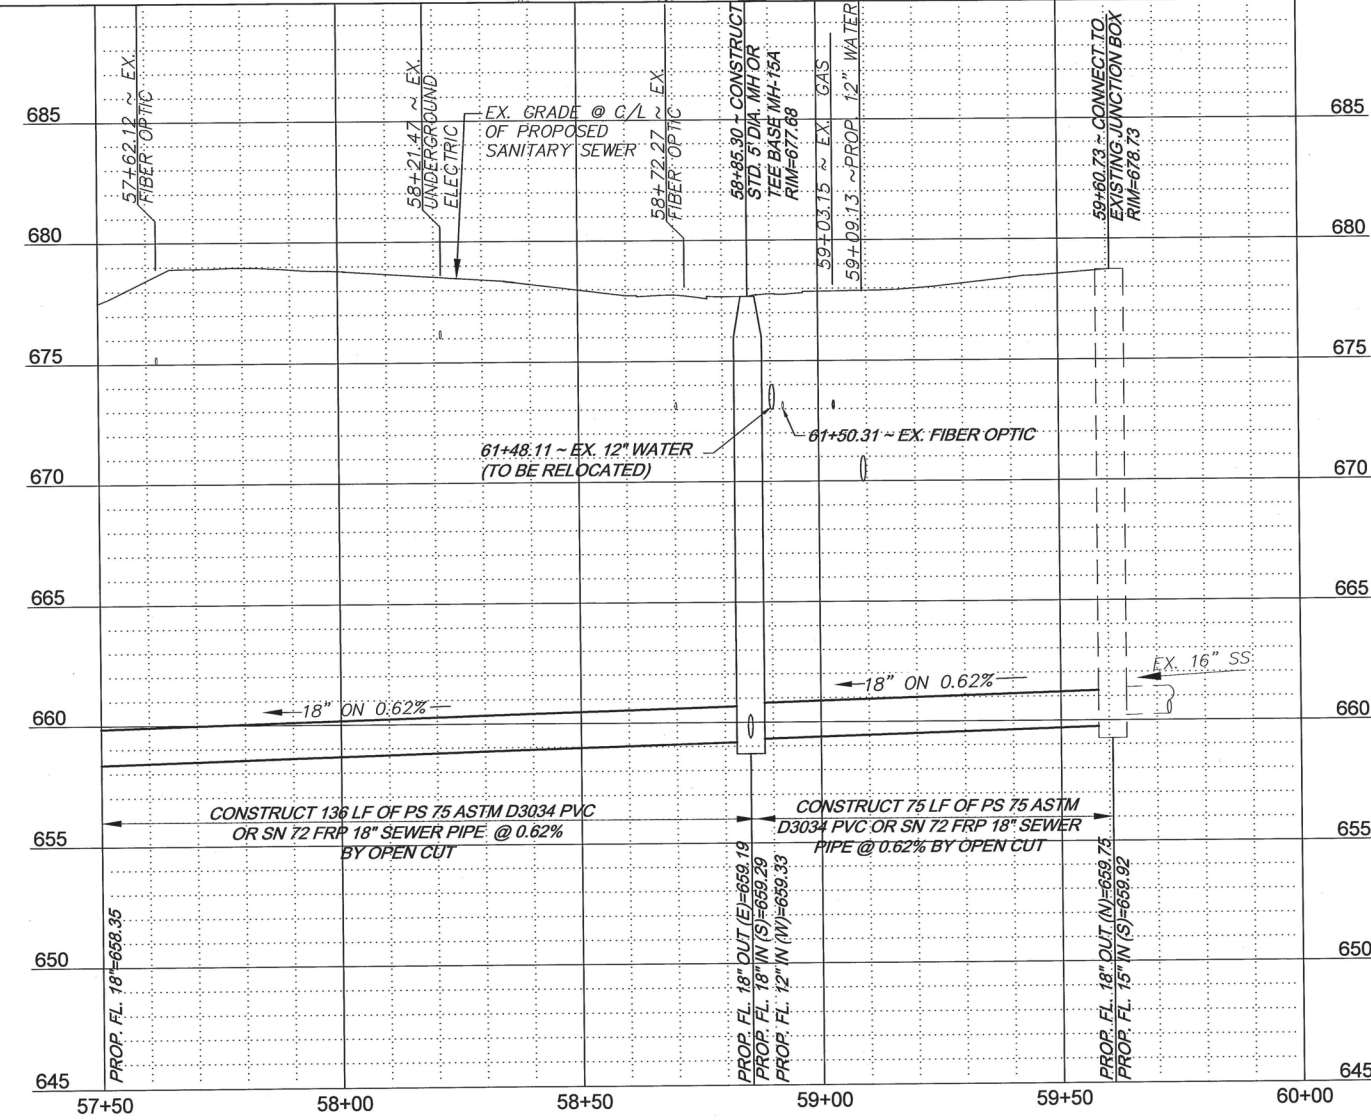 57+62.12 ~ EX.
FIBER OPTIC
58+21.47 ~ EX.
UNDERGROUND
ELECTRIC
EX. GRADE @ C/L
OF PROPOSED
SANITARY SEWER
58+72.27 ~ EX.
FIBER OPTIC
58+85.30 ~ CONSTRUCT
STD. 5' DIA. MH OR
TEE BASE MH-15A
RIM=677.68
59+03.15 ~ EX. GAS
59+09.13 ~PROP. 12" WATER
59+60.73 ~ CONNECT TO
EXISTING JUNCTION BOX
RIM=678.73
685
685
680
680
675
675
61+48.11 ~ EX. 12" WATER
(TO BE RELOCATED)
61+50.31 ~ EX. FIBER OPTIC
670
670
665
665
EX. 16" SS
18" ON 0.62%
18" ON 0.62%
660
660
CONSTRUCT 136 LF OF PS 75 ASTM D3034 PVC
OR SN 72 FRP 18" SEWER PIPE @ 0.62%
BY OPEN CUT
CONSTRUCT 75 LF OF PS 75 ASTM
D3034 PVC OR SN 72 FRP 18" SEWER
PIPE @ 0.62% BY OPEN CUT
655
655
PROP. FL. 18"=658.35
PROP. FL. 18" OUT (E)=659.19
PROP. FL. 18" IN (S)=659.29
PROP. FL. 12" IN (W)=659.33
PROP. FL. 18" OUT (N)=659.75
PROP. FL. 15" IN (S)=659.92
650
650
645
645
57+50
58+00
58+50
59+00
59+50
60+00